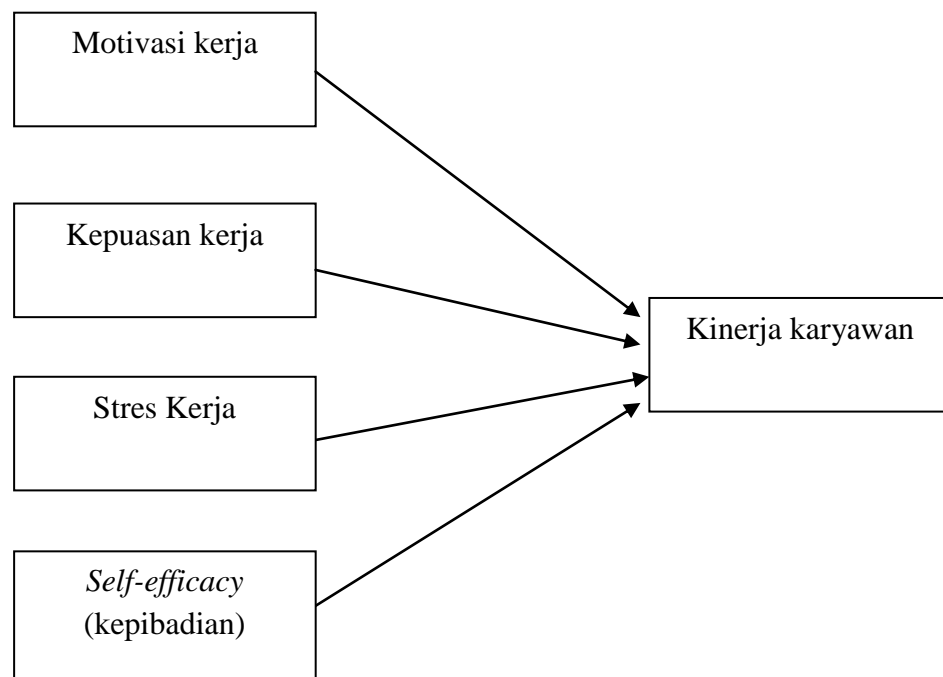 Motivasi kerja
Kepuasan kerja
Kinerja karyawan
Stres Kerja
Self-efficacy
(kepibadian)